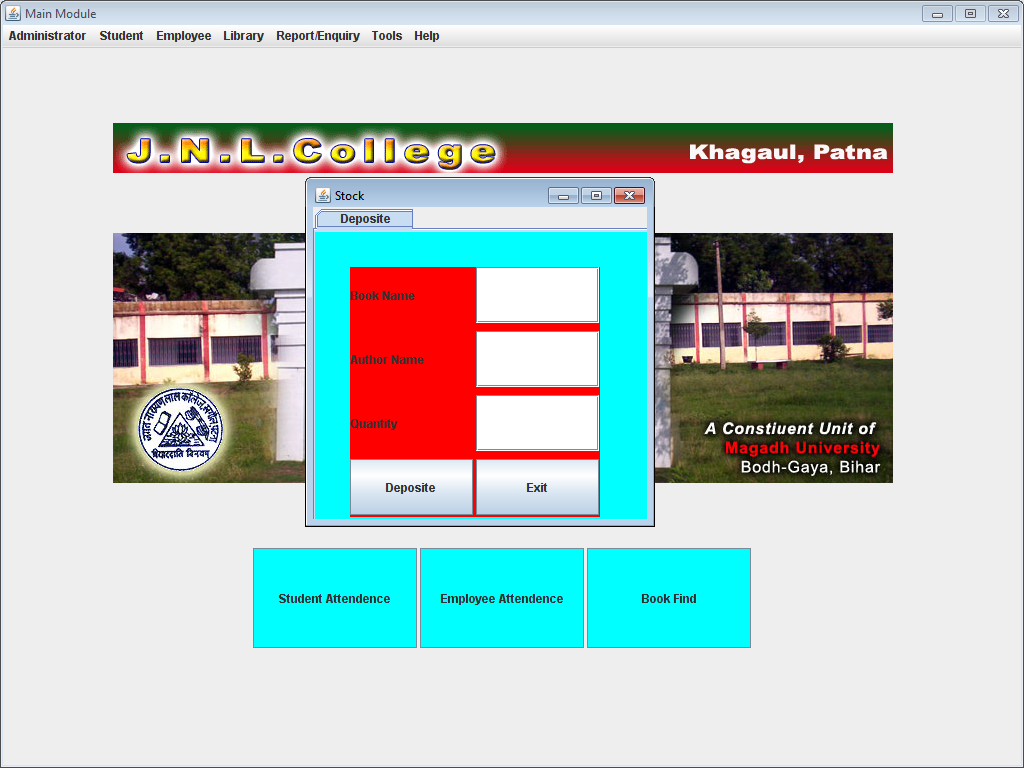 Main Module
Administrator Student Employee Library Report/Enquiry Tools Help
J.N.L.College
Khagaul, Patna
Stock
Deposite
Book Name
Author Name
Quantity
Deposite Exit
A Constiuent Unit of
Magadh University
Bodh-Gaya, Bihar
Student Attendence Employee Attendence Book Find